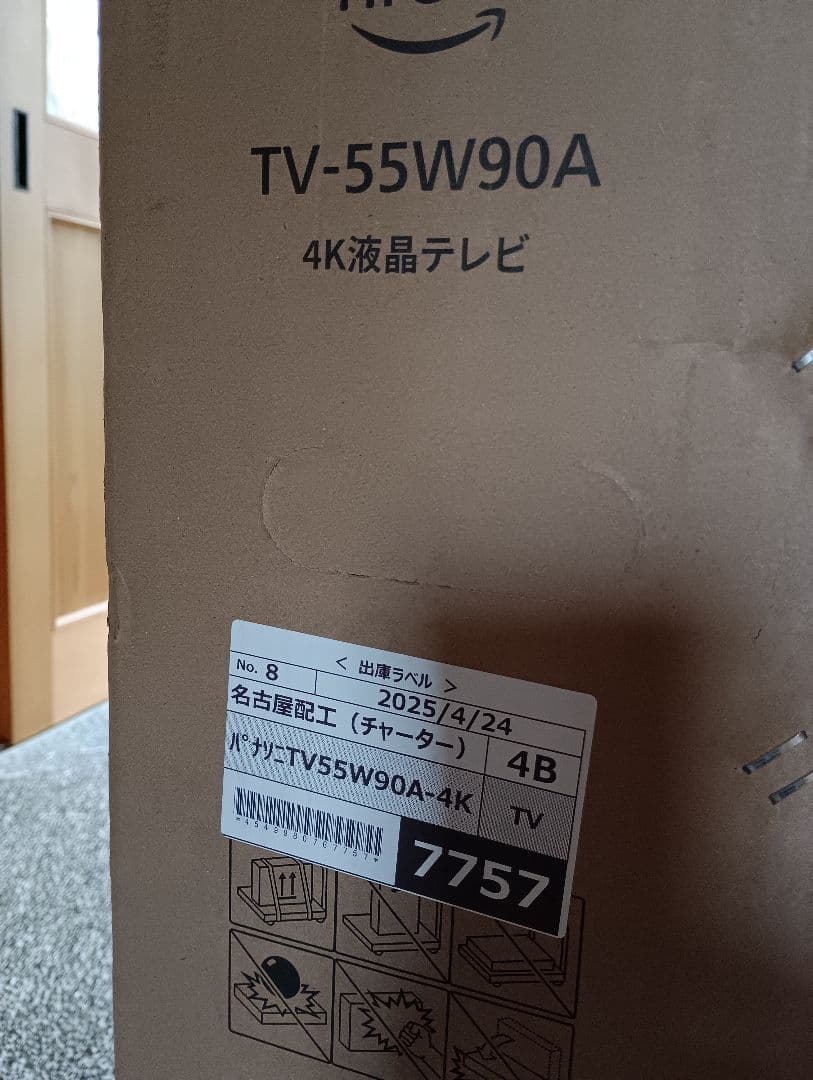 TV-55W90A
4K液晶テレビ
< 出庫ラベル >
No. 8
2025/4/24
名古屋配工（チャーター）
4B
ﾊﾟﾅｿﾆTV55W90A-4K
TV
7757